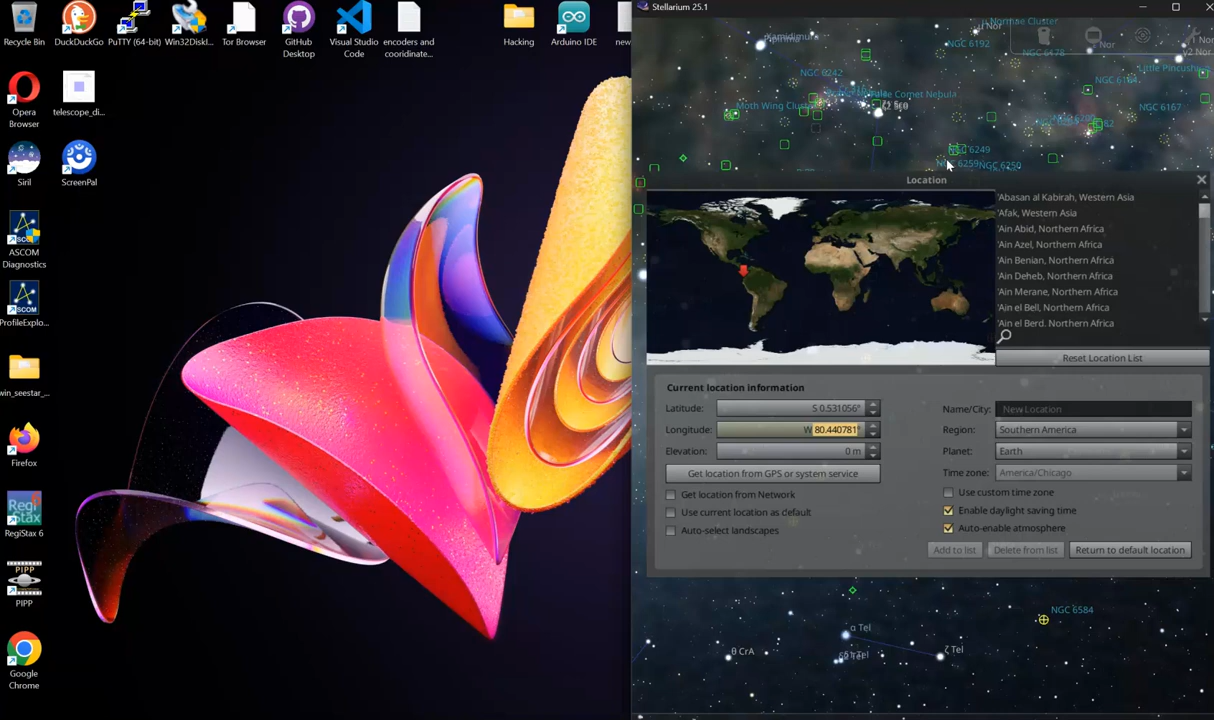 Stellarium 25.1
Recycle Bin
DuckDuckGo
PuTTY (64-bit)
Win32DiskI...
Tor Browser
GitHub
Desktop
Visual Studio
Code
encoders and
coordinate...
Hacking
Arduino IDE
new
Opera
Browser
telescope_di...
Siril
ScreenPal
ASCOM
Diagnostics
ProfileExplo...
win_seestar_...
Firefox
RegiStax 6
PIPP
Google
Chrome
NGC 6192
NGC 6178
NGC 6242
Moth Wing Cluster
Comet Nebula
Little Pincushion
NGC 6167
NGC 6249
NGC 6259
NGC 6250
Location
'Abasan al Kabirah, Western Asia
'Afak, Western Asia
'Ain Abid, Northern Africa
'Ain Azel, Northern Africa
'Ain Benian, Northern Africa
'Ain Deheb, Northern Africa
'Ain Merane, Northern Africa
'Ain el Bell, Northern Africa
'Ain el Berd, Northern Africa
Reset Location List
Current location information
Latitude: S 0.531056°
Longitude: W 80.440781°
Elevation: 0 m
Get location from GPS or system service
Get location from Network
Use current location as default
Auto-select landscapes
Name/City: New Location
Region: Southern America
Planet: Earth
Time zone: America/Chicago
Use custom time zone
Enable daylight saving time
Auto-enable atmosphere
Add to list
Delete from list
Return to default location
NGC 6584
α Tel
θ CrA
ζ Tel